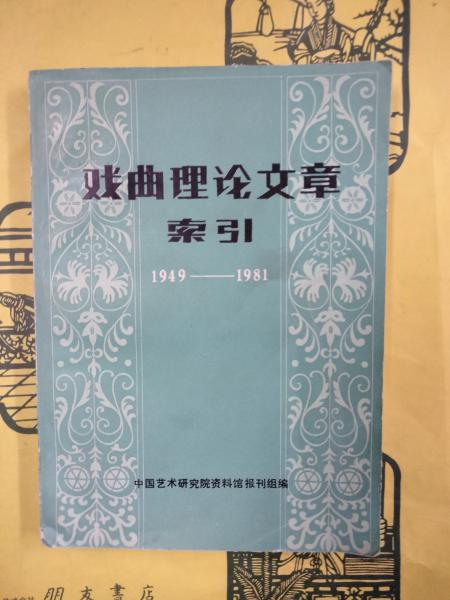 戏曲理论文章
索引
1949——1981
中国艺术研究院资料馆报刊组编
朋友書店